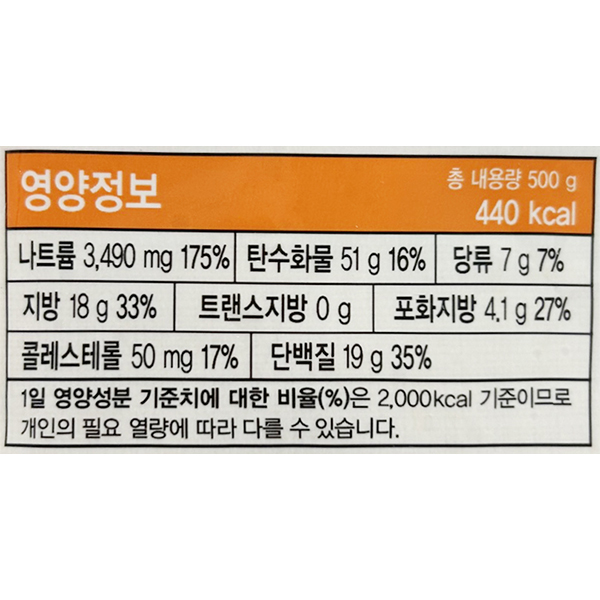 영양정보
총 내용량 500 g
440 kcal
나트륨 3,490 mg 175% 탄수화물 51 g 16% 당류 7 g 7%
지방 18 g 33% 트랜스지방 0 g 포화지방 4.1 g 27%
콜레스테롤 50 mg 17% 단백질 19 g 35%
1일 영양성분 기준치에 대한 비율(%)은 2,000kcal 기준이므로
개인의 필요 열량에 따라 다를 수 있습니다.